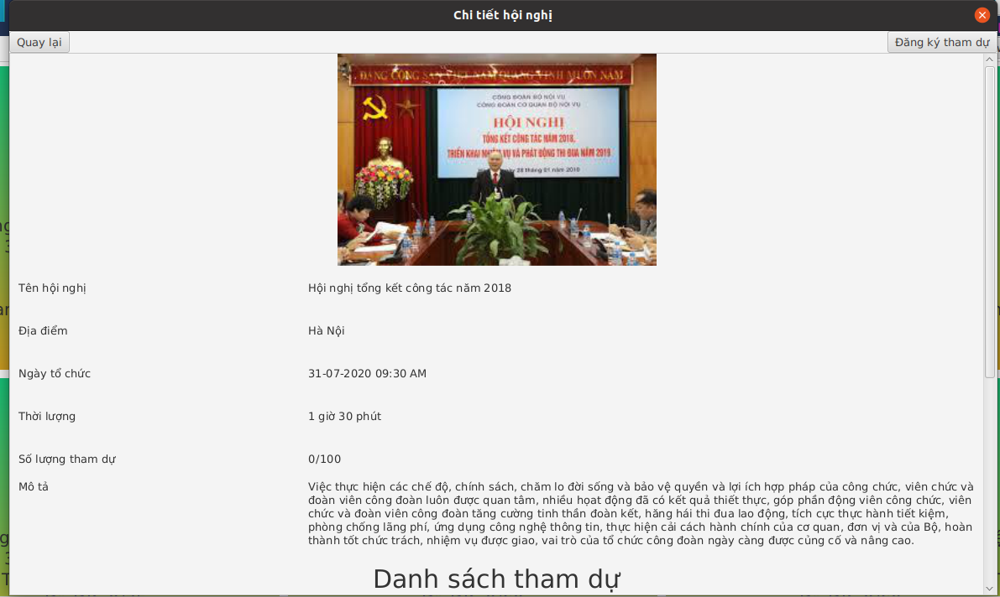 Chi tiết hội nghị
Quay lại
Đăng ký tham dự
ĐẢNG CỘNG SẢN VIỆT NAM QUANG VINH MUÔN NĂM
CÔNG ĐOÀN BỘ NỘI VỤ
CÔNG ĐOÀN CƠ QUAN BỘ NỘI VỤ
HỘI NGHỊ
TỔNG KẾT CÔNG TÁC NĂM 2018,
TRIỂN KHAI NHIỆM VỤ VÀ PHÁT ĐỘNG THI ĐUA NĂM 2019
28 tháng 01 năm 2019
Tên hội nghị
Hội nghị tổng kết công tác năm 2018
Địa điểm
Hà Nội
Ngày tổ chức
31-07-2020 09:30 AM
Thời lượng
1 giờ 30 phút
Số lượng tham dự
0/100
Mô tả
Việc thực hiện các chế độ, chính sách, chăm lo đời sống và bảo vệ quyền và lợi ích hợp pháp của công chức, viên chức và
đoàn viên công đoàn luôn được quan tâm, nhiều họat động đã có kết quả thiết thực, góp phần động viên công chức, viên
chức và đoàn viên công đoàn tăng cường tinh thần đoàn kết, hăng hái thi đua lao động, tích cực thực hành tiết kiệm,
phòng chống lãng phí, ứng dụng công nghệ thông tin, thực hiện cải cách hành chính của cơ quan, đơn vị và của Bộ, hoàn
thành tốt chức trách, nhiệm vụ được giao, vai trò của tổ chức công đoàn ngày càng được củng cố và nâng cao.
Danh sách tham dự